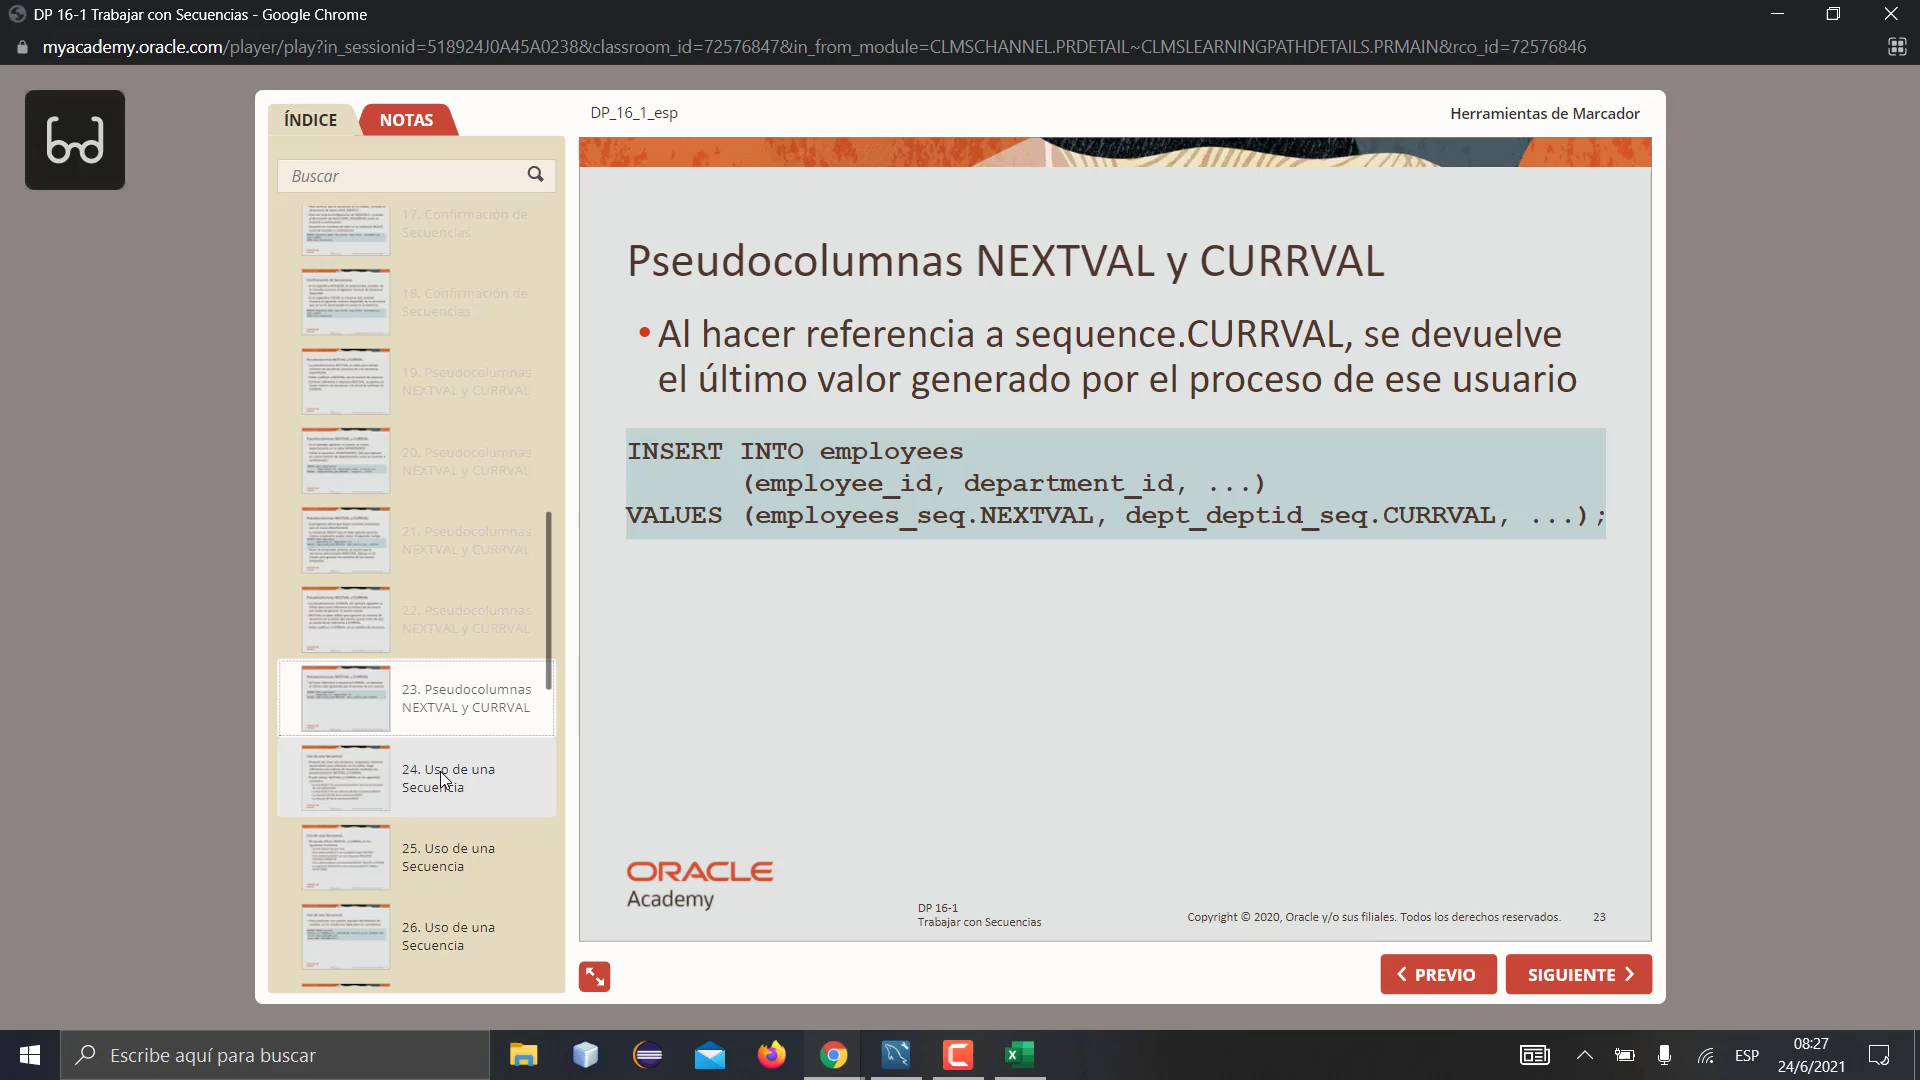 DP 16-1 Trabajar con Secuencias - Google Chrome
myacademy.oracle.com/player/play?in_sessionid=518924J0A45A0238&classroom_id=72576847&in_from_module=CLMSCHANNEL.PRDETAIL~CLMSLEARNINGPATHDETAILS.PRMAIN&rco_id=72576846
ÍNDICE
NOTAS
DP_16_1_esp
Herramientas de Marcador
Buscar
17. Confirmación de
Secuencias
18. Confirmación de
Secuencias
19. Pseudocolumnas
NEXTVAL y CURRVAL
20. Pseudocolumnas
NEXTVAL y CURRVAL
21. Pseudocolumnas
NEXTVAL y CURRVAL
22. Pseudocolumnas
NEXTVAL y CURRVAL
23. Pseudocolumnas
NEXTVAL y CURRVAL
24. Uso de una
Secuencia
25. Uso de una
Secuencia
26. Uso de una
Secuencia
Pseudocolumnas NEXTVAL y CURRVAL
•Al hacer referencia a sequence.CURRVAL, se devuelve
el último valor generado por el proceso de ese usuario
INSERT INTO employees
(employee_id, department_id, ...)
VALUES (employees_seq.NEXTVAL, dept_deptid_seq.CURRVAL, ...);
ORACLE
Academy
DP 16-1
Trabajar con Secuencias
Copyright © 2020, Oracle y/o sus filiales. Todos los derechos reservados.
23
PREVIO
SIGUIENTE
Escribe aquí para buscar
ESP
08:27
24/6/2021